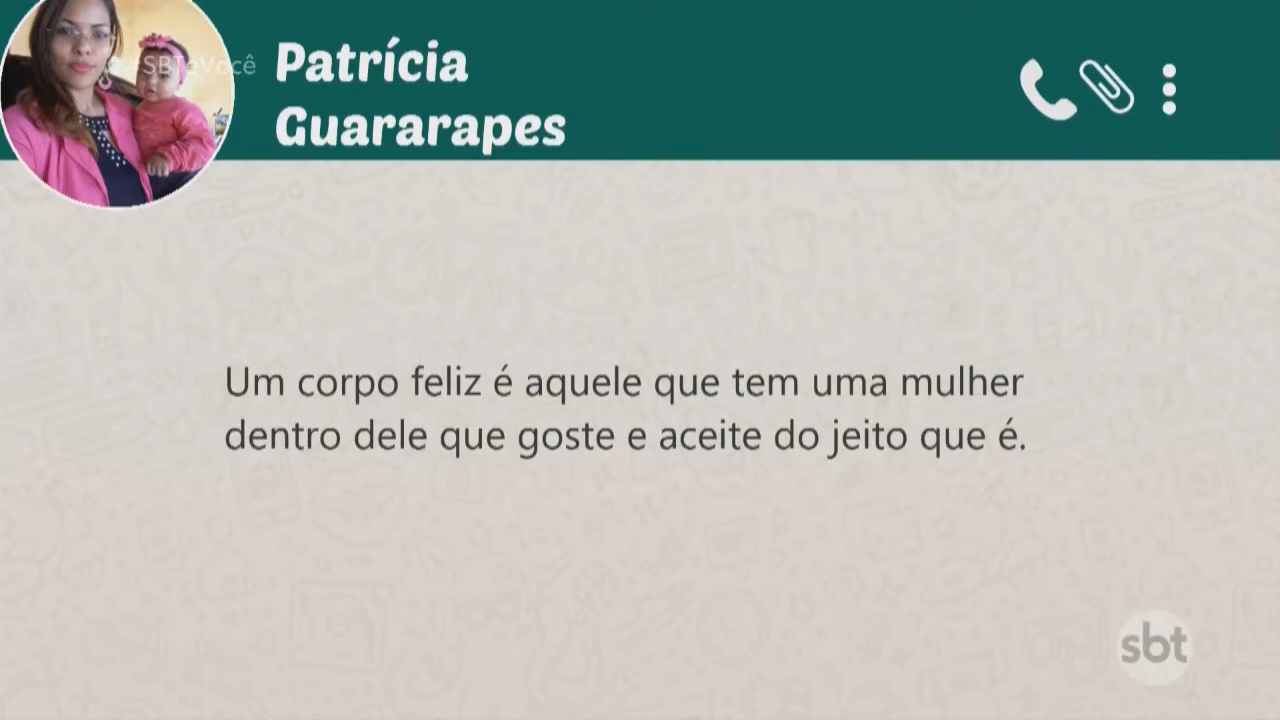 #SBTeVocê
Patrícia
Guararapes
Um corpo feliz é aquele que tem uma mulher
dentro dele que goste e aceite do jeito que é.
sbt